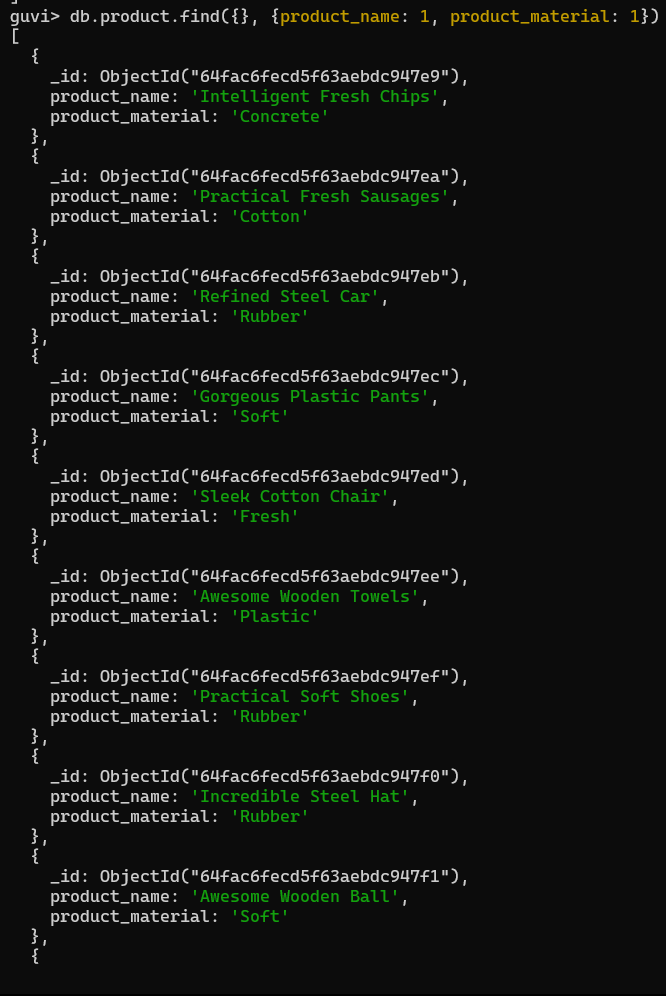 guvi> db.product.find({}, {product_name: 1, product_material: 1})
[
  {
    _id: ObjectId("64fac6fecd5f63aebdc947e9"),
    product_name: 'Intelligent Fresh Chips',
    product_material: 'Concrete'
  },
  {
    _id: ObjectId("64fac6fecd5f63aebdc947ea"),
    product_name: 'Practical Fresh Sausages',
    product_material: 'Cotton'
  },
  {
    _id: ObjectId("64fac6fecd5f63aebdc947eb"),
    product_name: 'Refined Steel Car',
    product_material: 'Rubber'
  },
  {
    _id: ObjectId("64fac6fecd5f63aebdc947ec"),
    product_name: 'Gorgeous Plastic Pants',
    product_material: 'Soft'
  },
  {
    _id: ObjectId("64fac6fecd5f63aebdc947ed"),
    product_name: 'Sleek Cotton Chair',
    product_material: 'Fresh'
  },
  {
    _id: ObjectId("64fac6fecd5f63aebdc947ee"),
    product_name: 'Awesome Wooden Towels',
    product_material: 'Plastic'
  },
  {
    _id: ObjectId("64fac6fecd5f63aebdc947ef"),
    product_name: 'Practical Soft Shoes',
    product_material: 'Rubber'
  },
  {
    _id: ObjectId("64fac6fecd5f63aebdc947f0"),
    product_name: 'Incredible Steel Hat',
    product_material: 'Rubber'
  },
  {
    _id: ObjectId("64fac6fecd5f63aebdc947f1"),
    product_name: 'Awesome Wooden Ball',
    product_material: 'Soft'
  },
  {